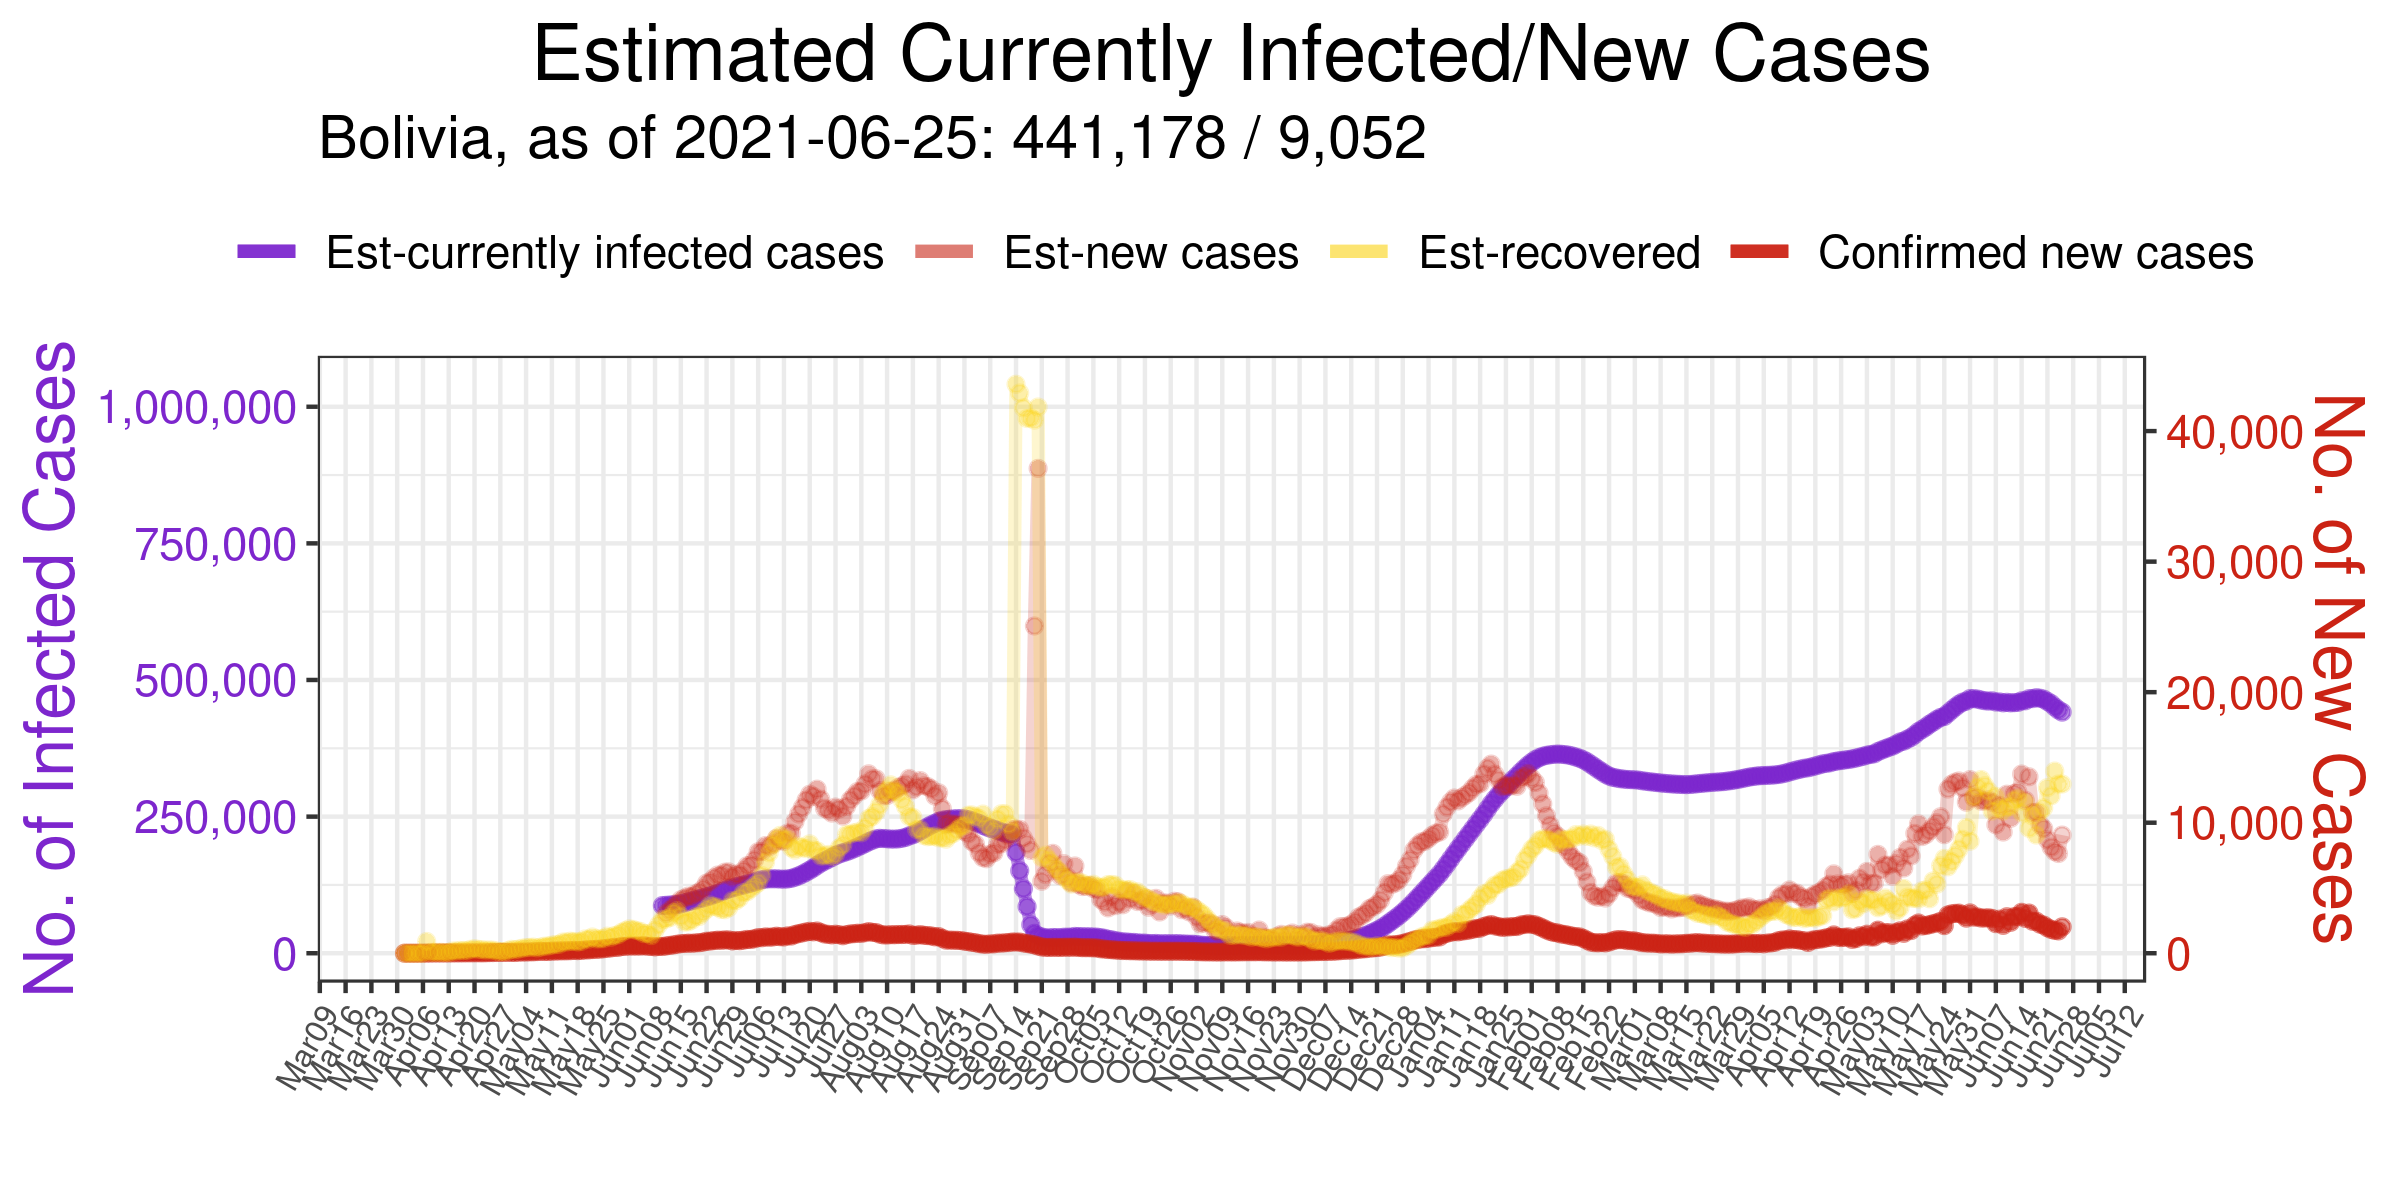 Estimated Currently Infected/New Cases
Bolivia, as of 2021-06-25: 441,178 / 9,052
Est-currently infected cases Est-new cases Est-recovered Confirmed new cases
No. of Infected Cases
1,000,000
750,000
500,000
250,000
0
40,000
30,000
20,000
10,000
0
No. of New Cases
Mar09
Mar16
Mar23
Mar30
Apr06
Apr13
Apr20
Apr27
May04
May11
May18
May25
Jun01
Jun08
Jun15
Jun22
Jun29
Jul06
Jul13
Jul20
Jul27
Aug03
Aug10
Aug17
Aug24
Aug31
Sep07
Sep14
Sep21
Sep28
Oct05
Oct12
Oct19
Oct26
Nov02
Nov09
Nov16
Nov23
Nov30
Dec07
Dec14
Dec21
Dec28
Jan04
Jan11
Jan18
Jan25
Feb01
Feb08
Feb15
Feb22
Mar01
Mar08
Mar15
Mar22
Mar29
Apr05
Apr12
Apr19
Apr26
May03
May10
May17
May24
May31
Jun07
Jun14
Jun21
Jun28
Jul05
Jul12